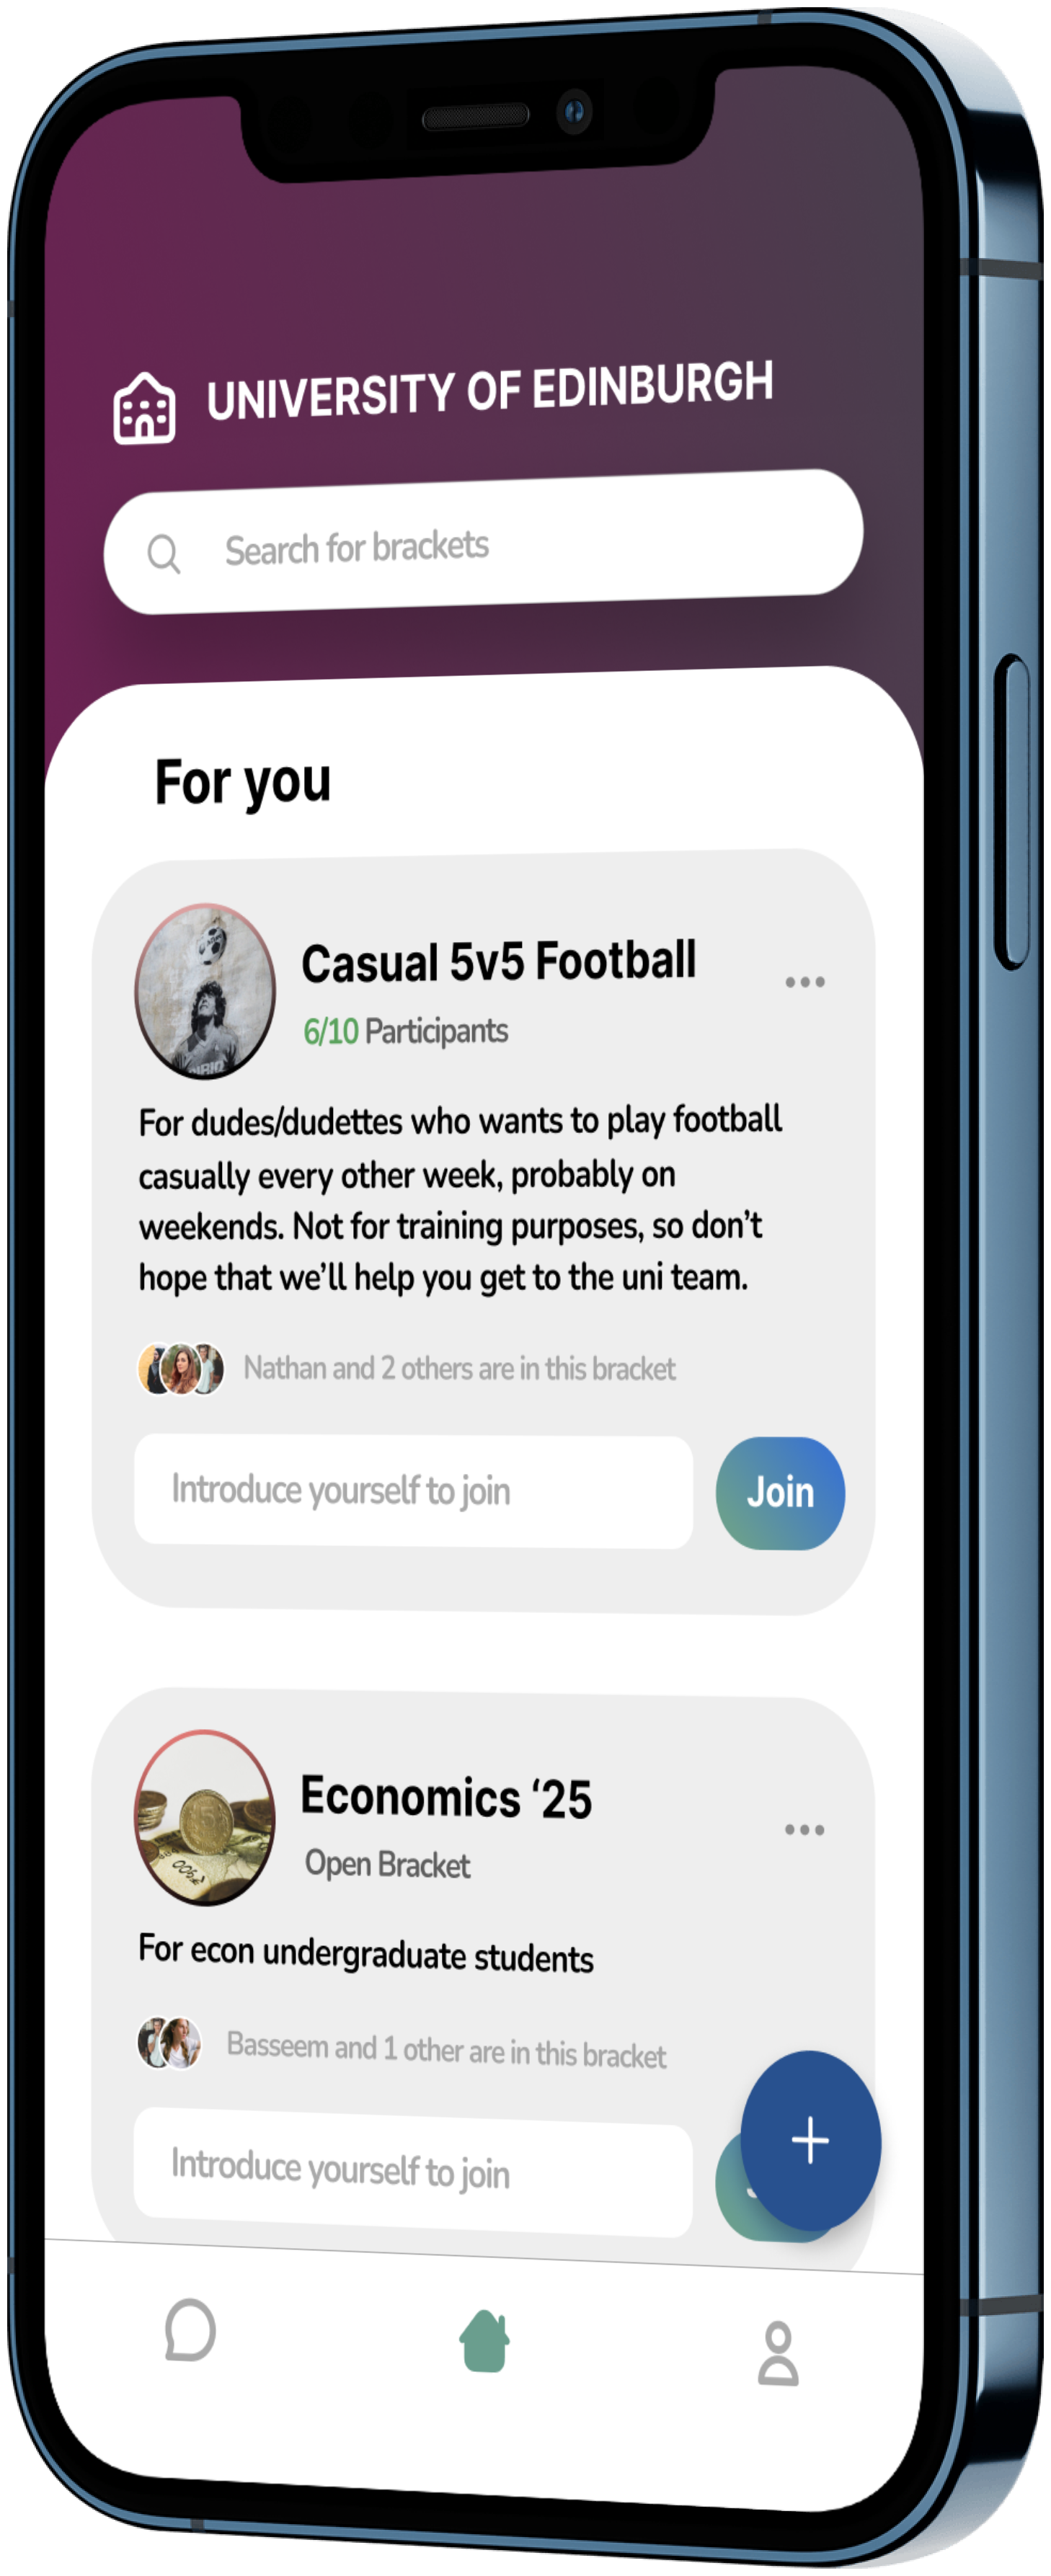 UNIVERSITY OF EDINBURGH
Search for brackets
For you
Casual 5v5 Football
6/10 Participants
For dudes/dudettes who wants to play football
casually every other week, probably on
weekends. Not for training purposes, so don’t
hope that we’ll help you get to the uni team.
Nathan and 2 others are in this bracket
Introduce yourself to join
Join
Economics ‘25
Open Bracket
For econ undergraduate students
Basseem and 1 other are in this bracket
Introduce yourself to join